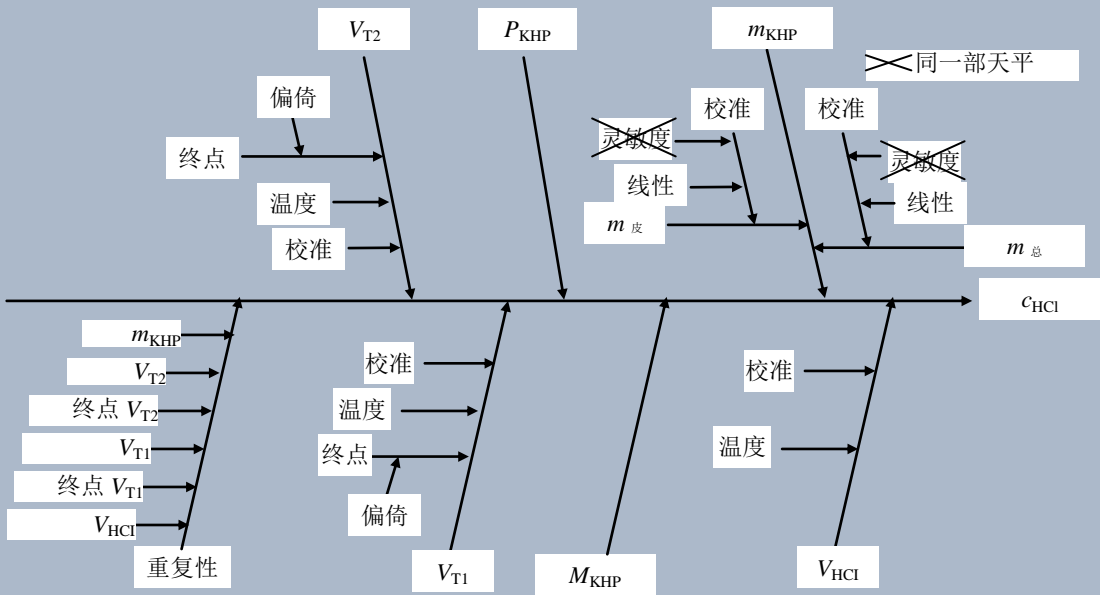 V_T2
P_KHP
m_KHP
同一部天平
偏倚
终点
温度
校准
校准
灵敏度
线性
m 皮
校准
灵敏度
线性
m 总
c_HCl
m_KHP
V_T2
终点 V_T2
V_T1
终点 V_T1
V_HCl
重复性
校准
温度
终点
偏倚
V_T1
M_KHP
校准
温度
V_HCl